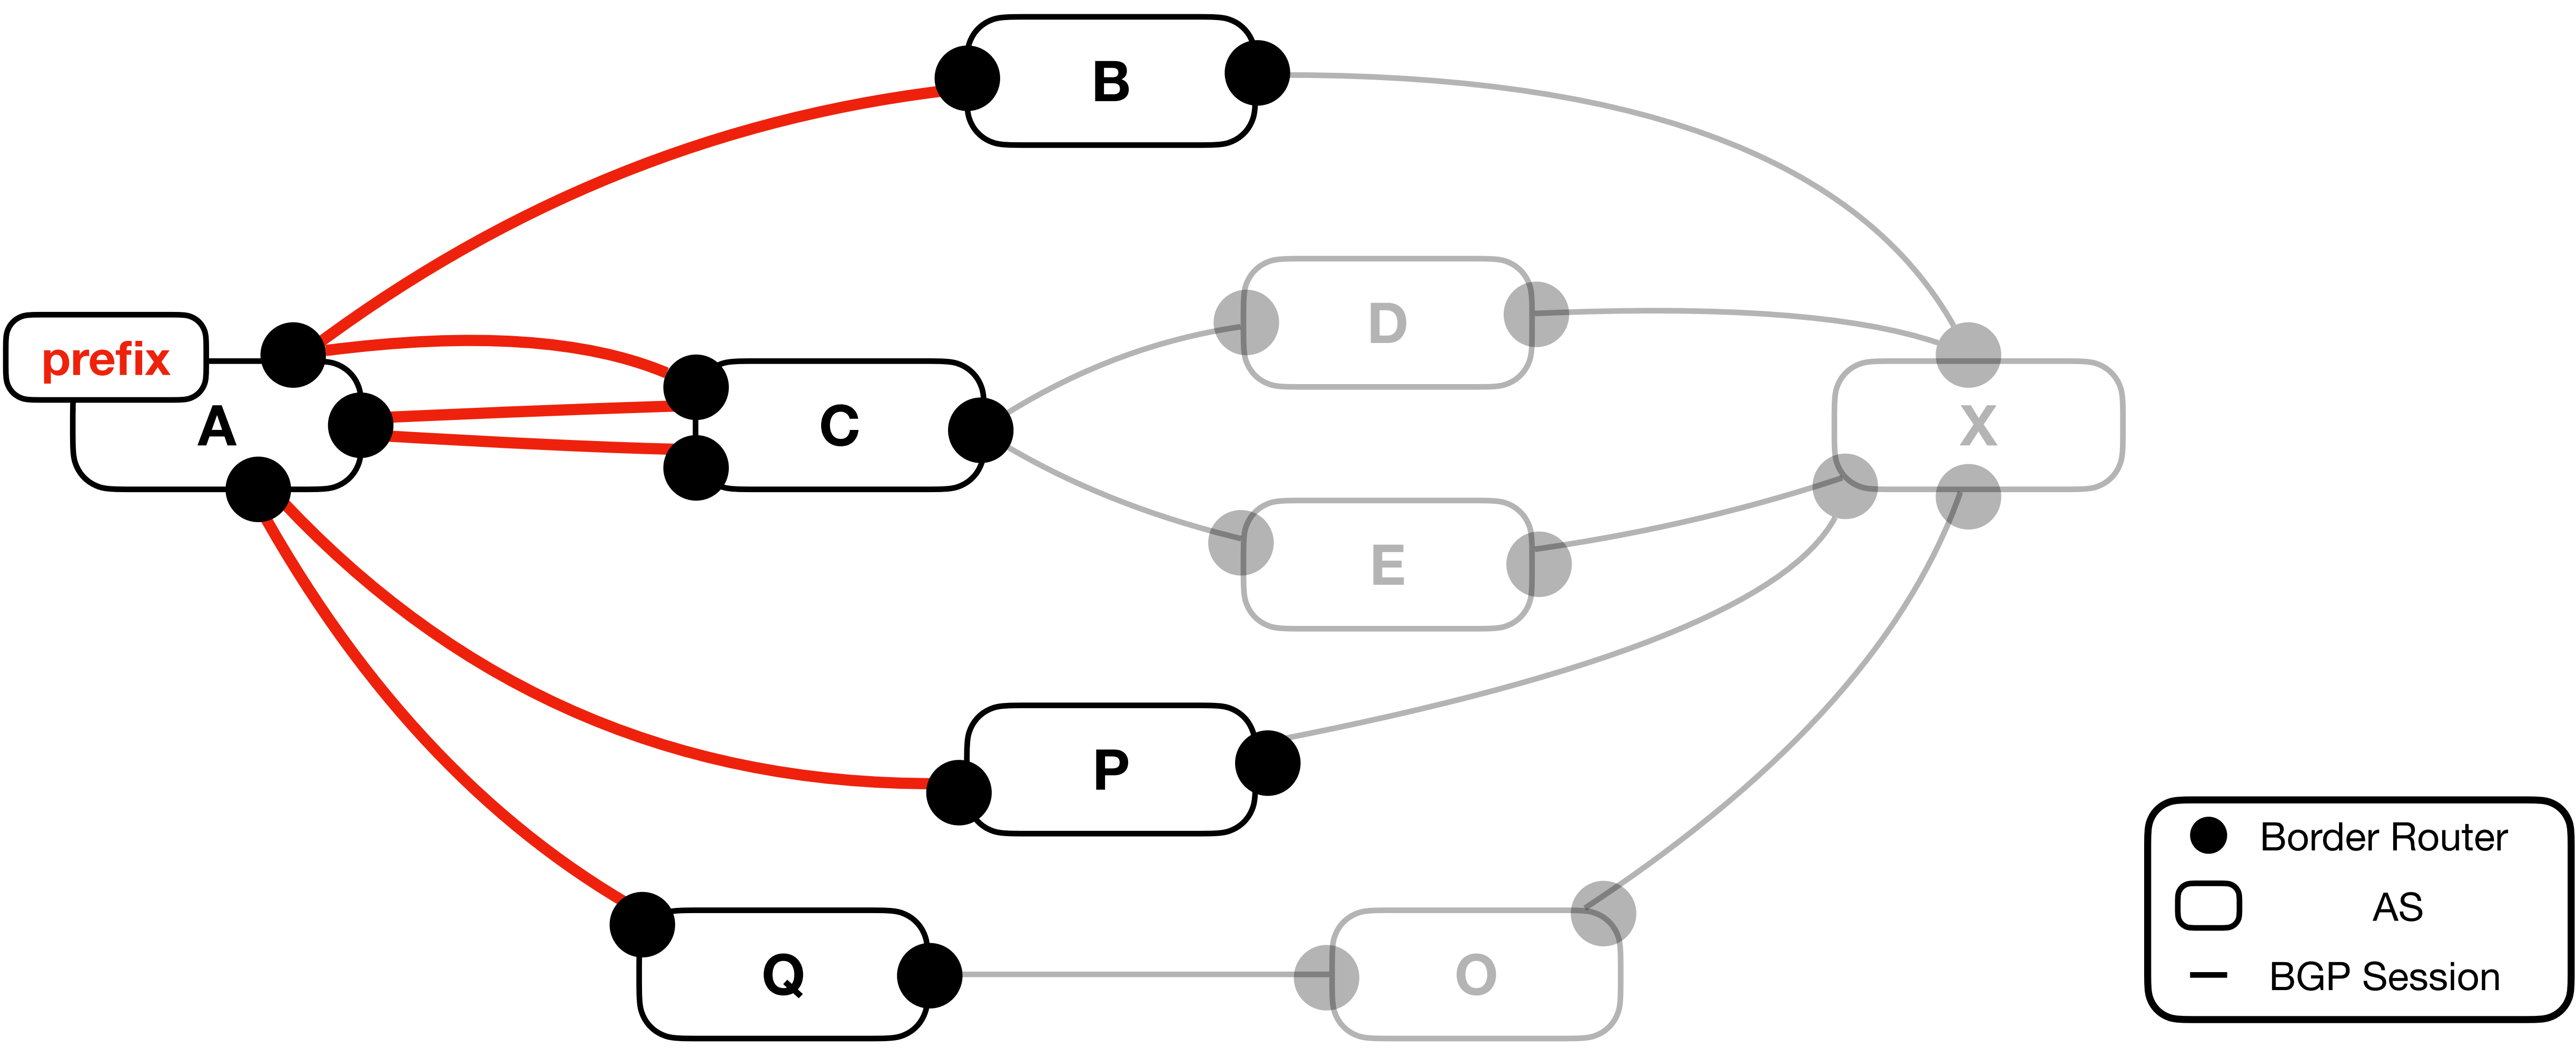 B
D
prefix
A
C
X
E
P
Border Router
AS
Q
O
BGP Session